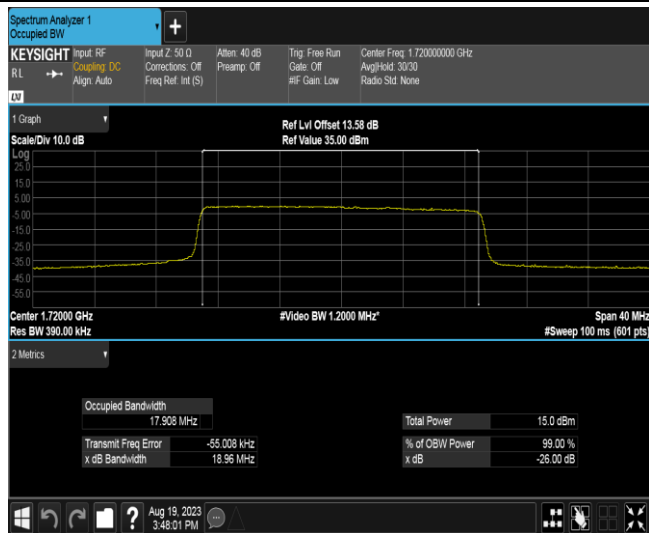 Spectrum Analyzer 1
Occupied BW
KEYSIGHT
RL
Input: RF
Coupling: DC
Align: Auto
Input Z: 50 Ω
Corrections: Off
Freq Ref: Int (S)
Atten: 40 dB
Preamp: Off
Trig: Free Run
Gate: Off
#IF Gain: Low
Center Freq: 1.720000000 GHz
Avg|Hold: 30/30
Radio Std: None
1 Graph
Scale/Div 10.0 dB
Ref Lvl Offset 13.58 dB
Ref Value 35.00 dBm
Log
25.0
15.0
5.00
-5.00
-15.0
-25.0
-35.0
-45.0
-55.0
Center 1.72000 GHz
Res BW 390.00 kHz
#Video BW 1.2000 MHz*
Span 40 MHz
#Sweep 100 ms (601 pts)
2 Metrics
Occupied Bandwidth
17.908 MHz
Transmit Freq Error -55.008 kHz
x dB Bandwidth 18.96 MHz
Total Power 15.0 dBm
% of OBW Power 99.00 %
x dB -26.00 dB
?
Aug 19, 2023
3:48:01 PM